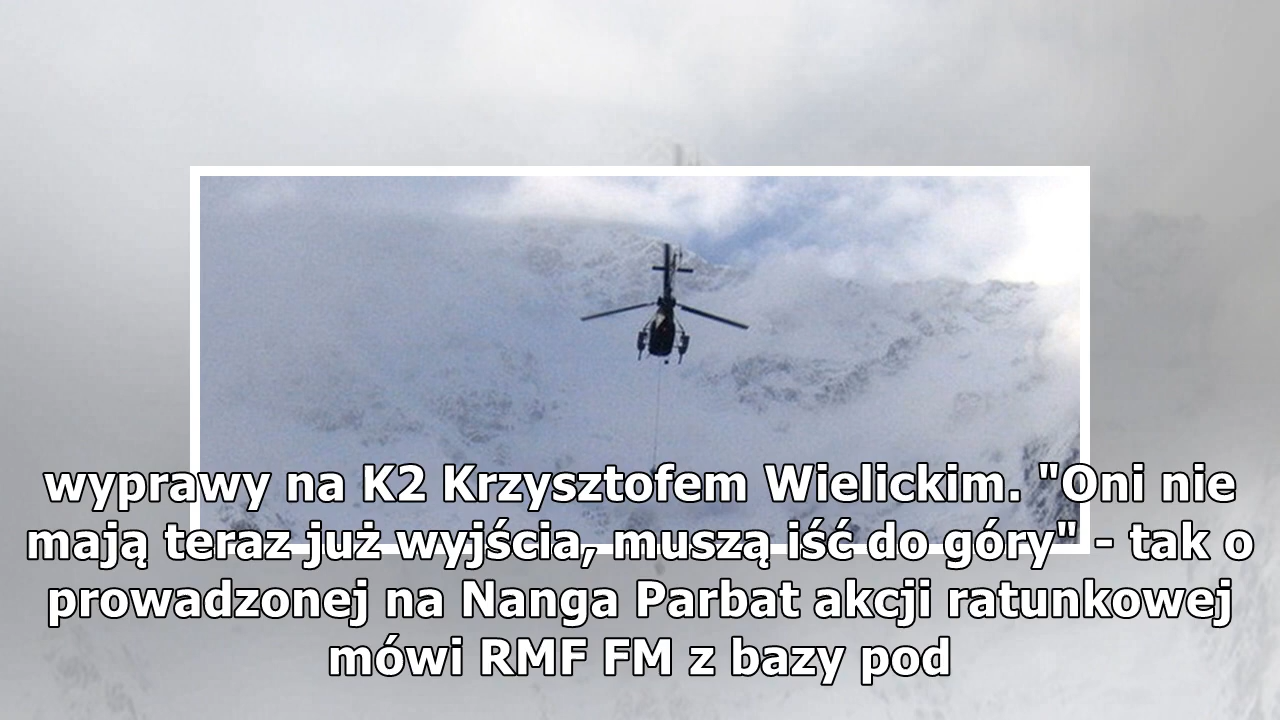 wyprawy na K2 Krzysztofem Wielickim. "Oni nie
mają teraz już wyjścia, muszą iść do góry" - tak o
prowadzonej na Nanga Parbat akcji ratunkowej
mówi RMF FM z bazy pod